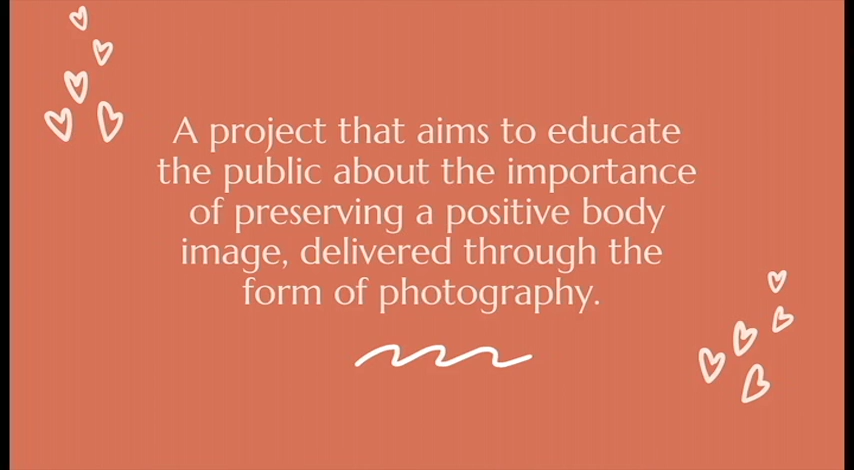 A project that aims to educate
the public about the importance
of preserving a positive body
image, delivered through the
form of photography.